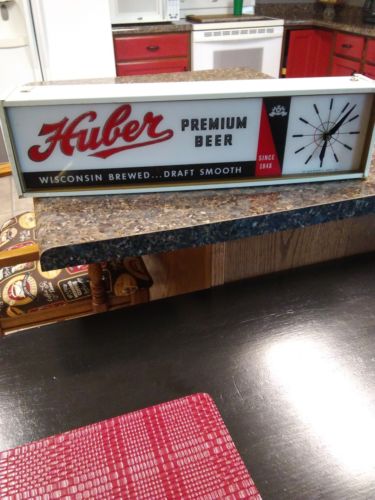 Huber
PREMIUM
BEER
SINCE
1848
WISCONSIN BREWED...DRAFT SMOOTH